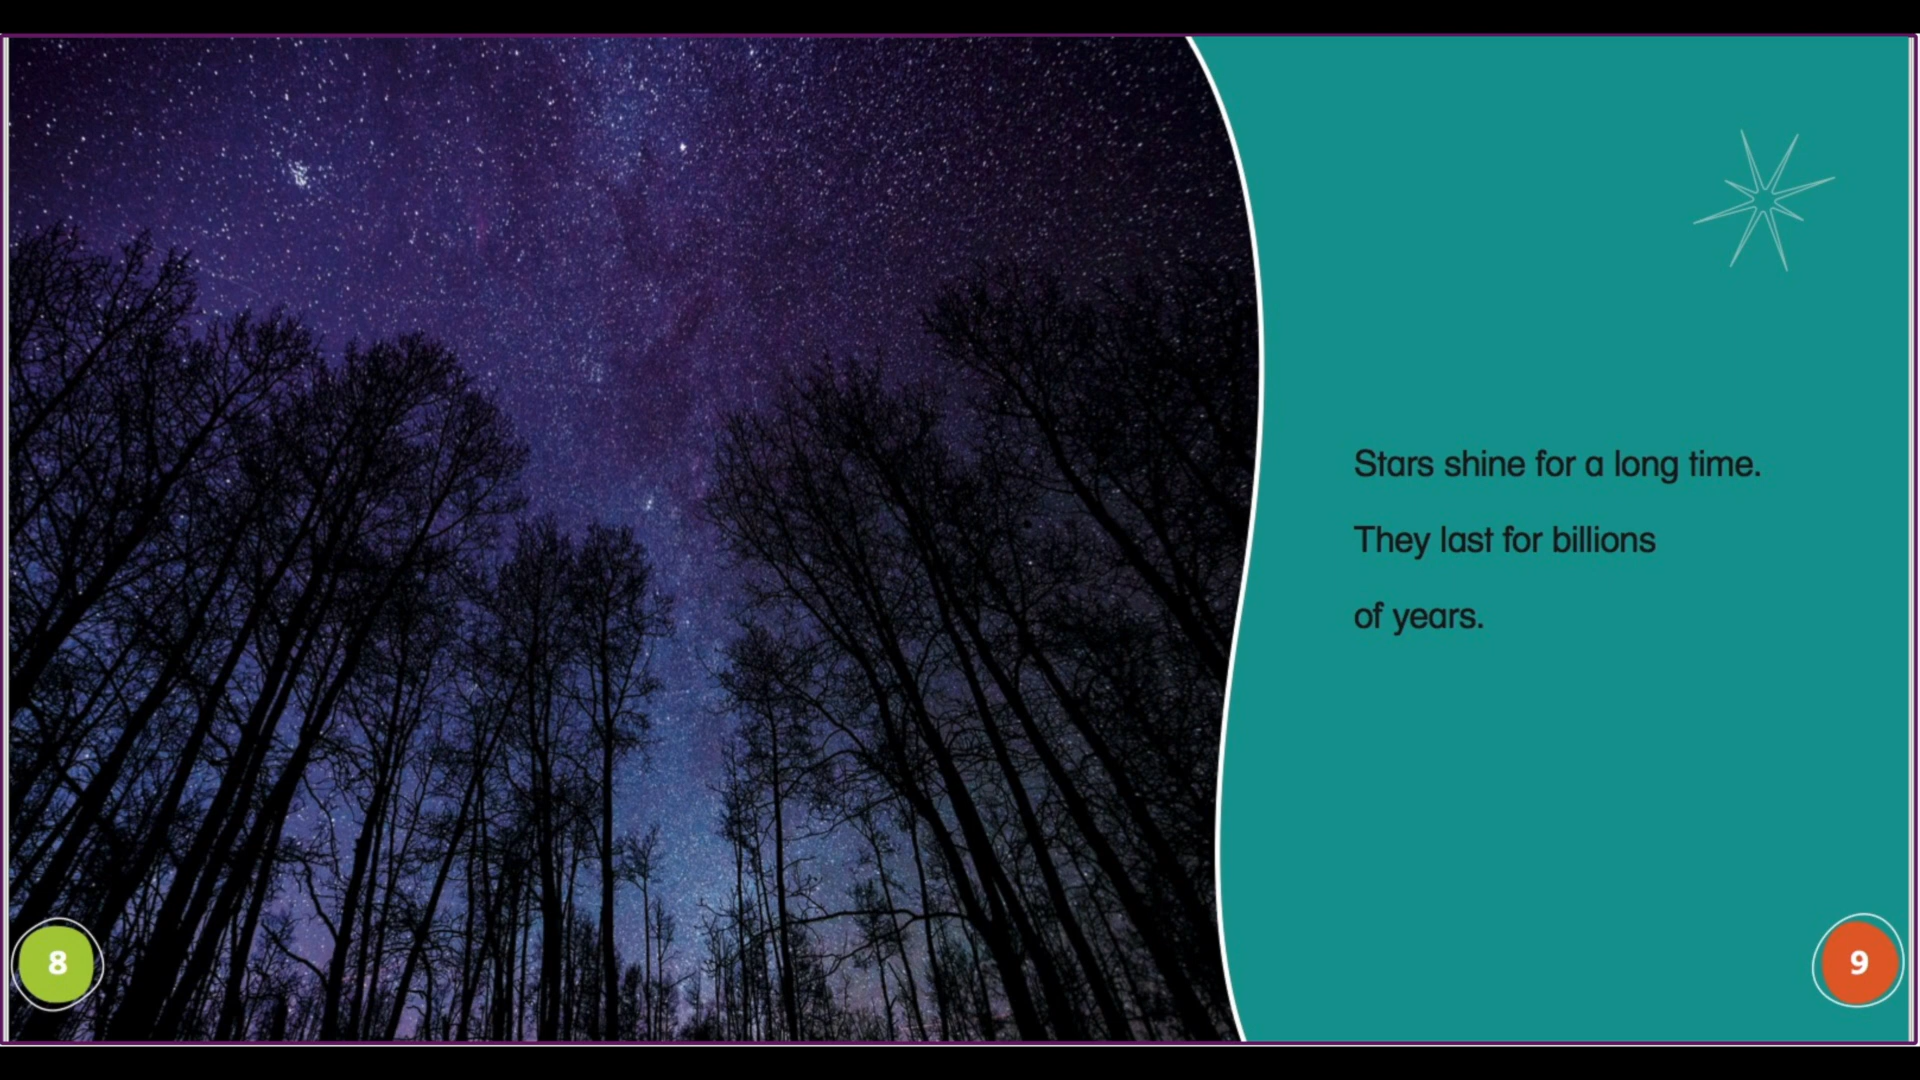 Stars shine for a long time.
They last for billions
of years.
8
9